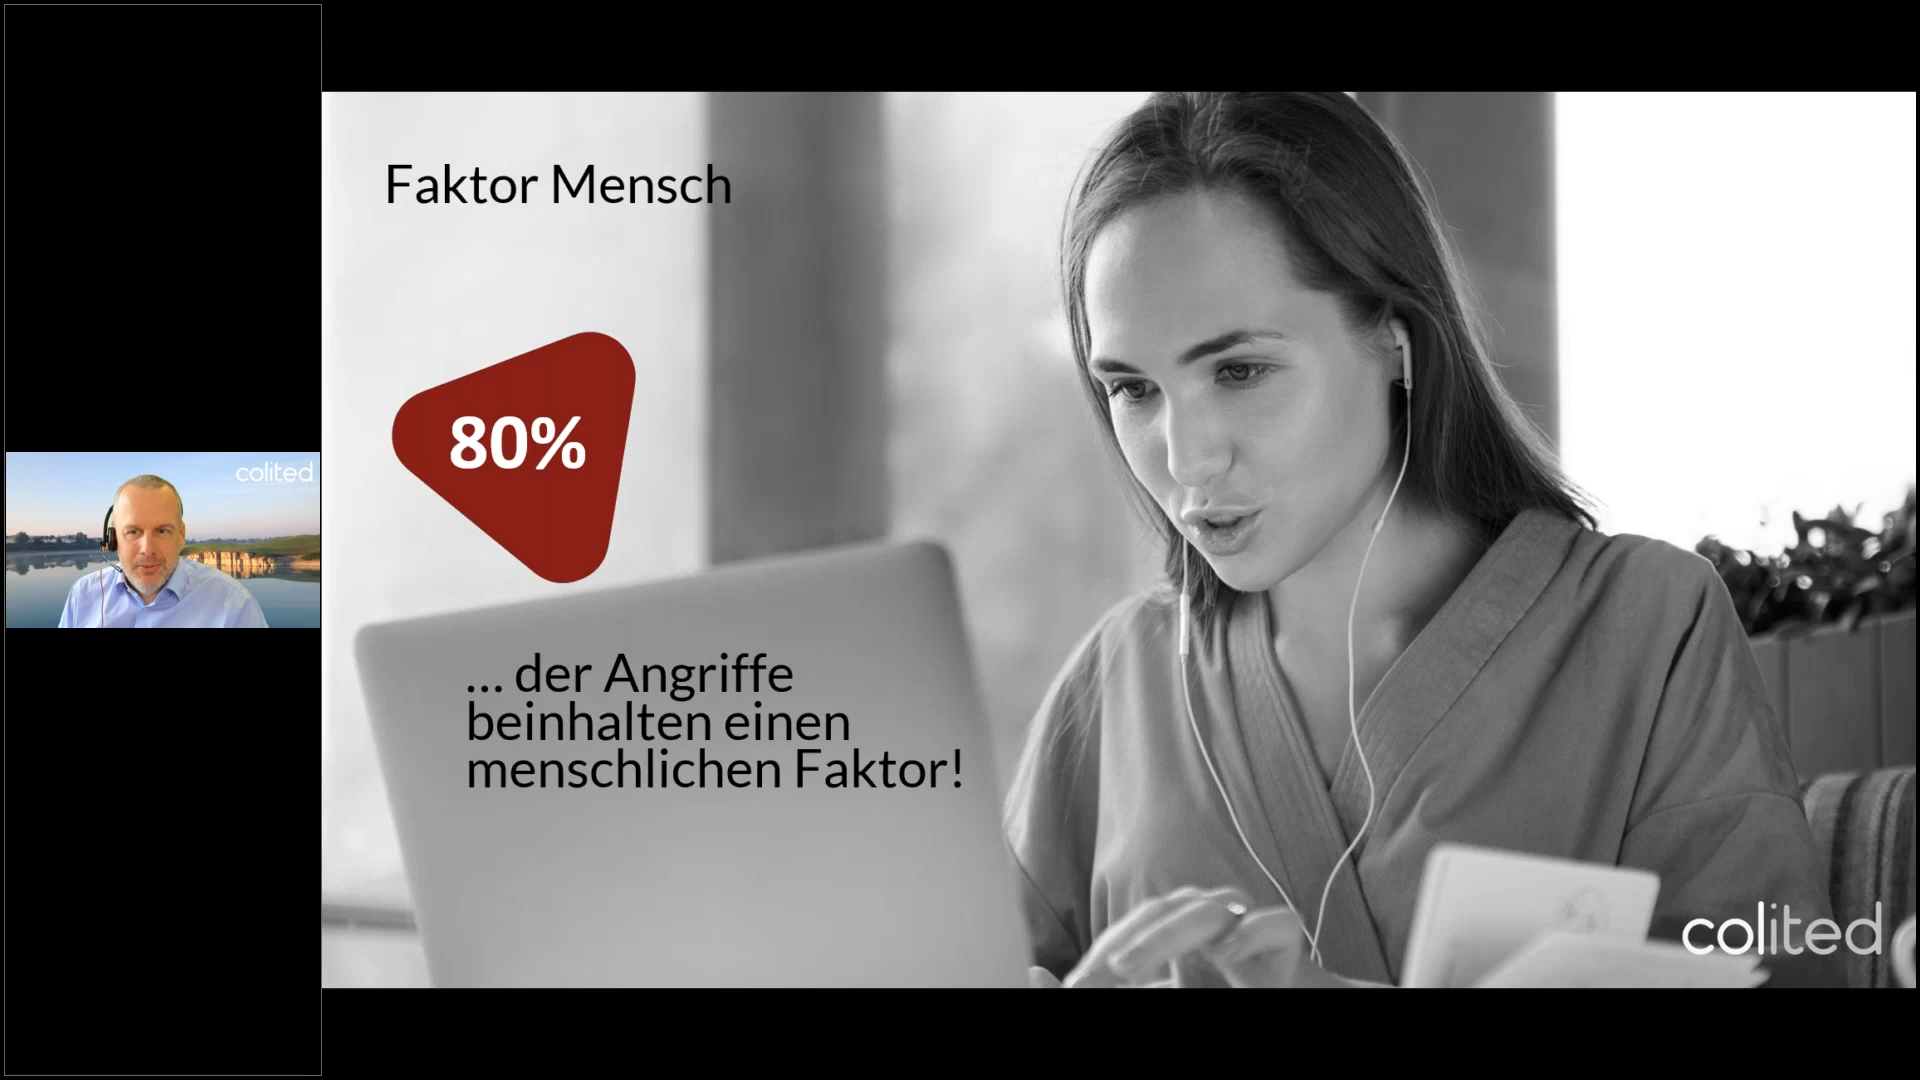 colited
Faktor Mensch
80%
... der Angriffe
beinhalten einen
menschlichen Faktor!
colited